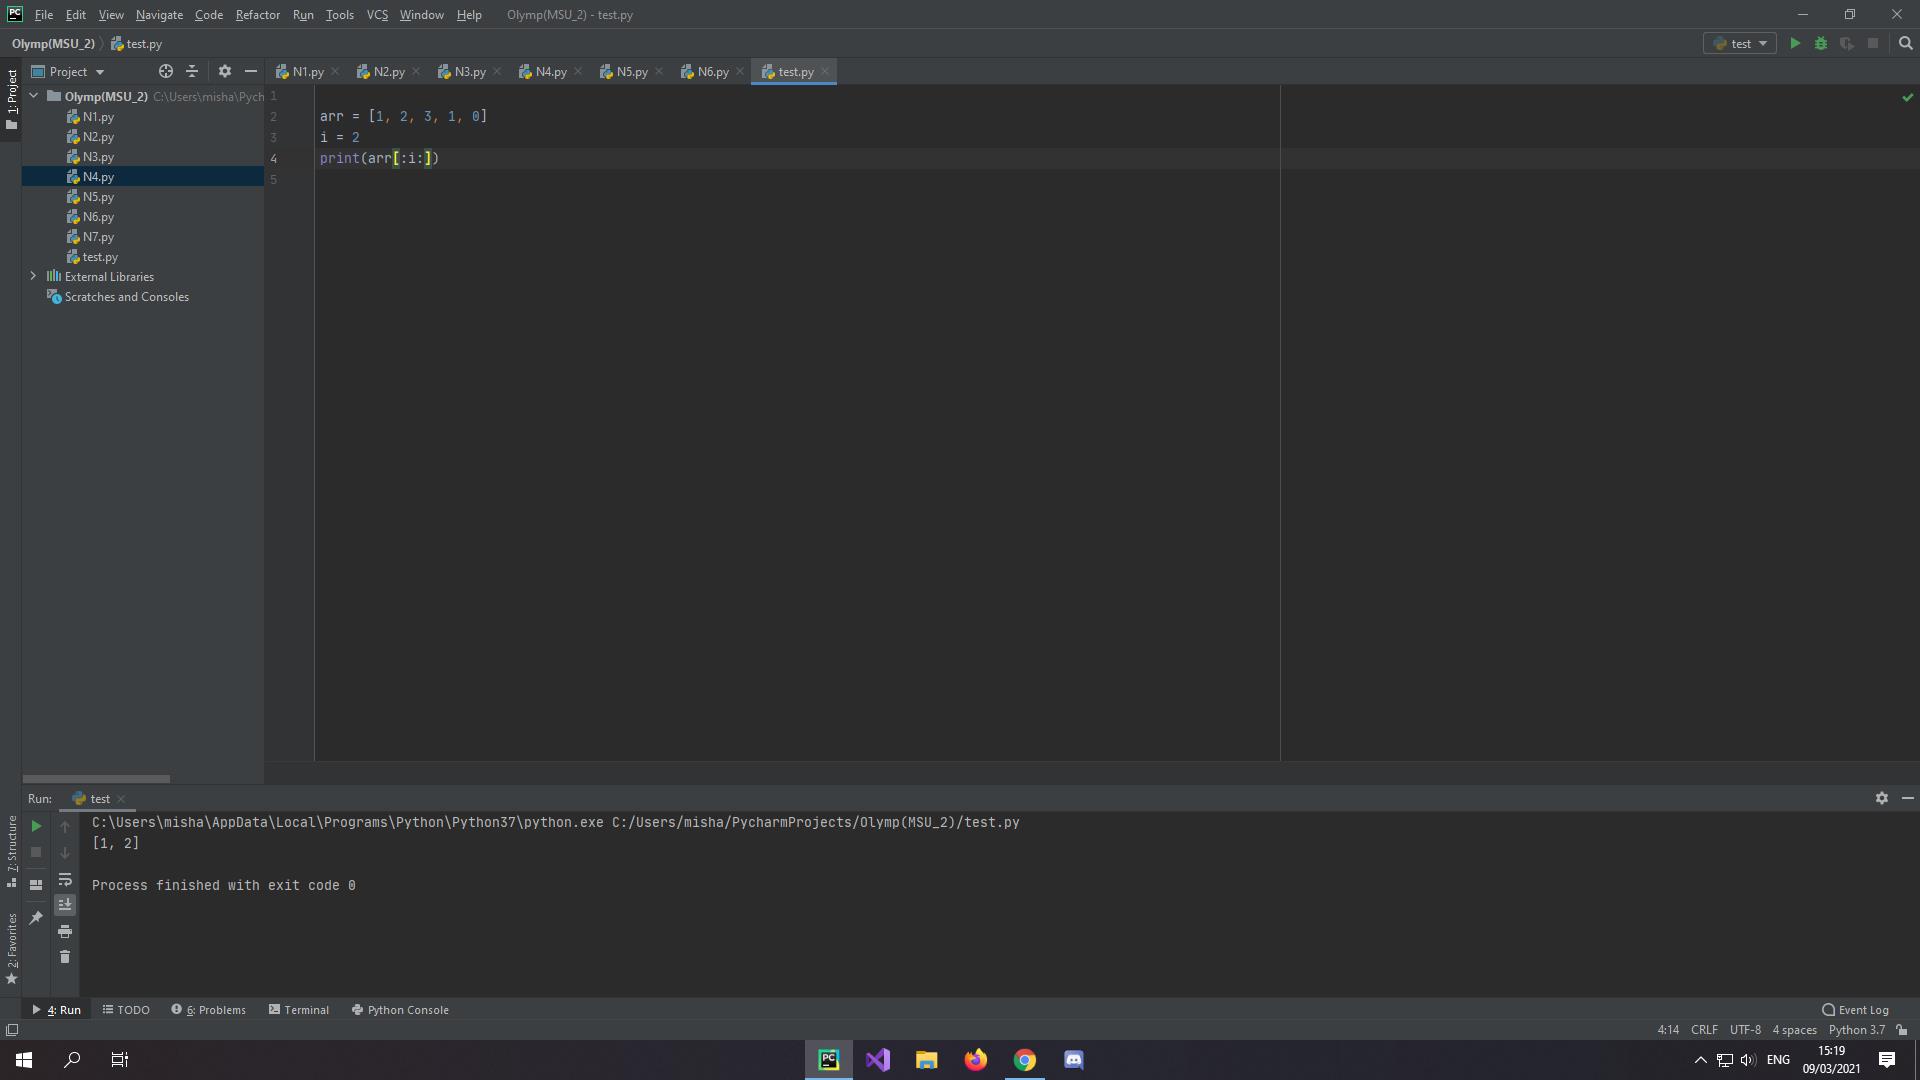 PC File Edit View Navigate Code Refactor Run Tools VCS Window Help Olymp(MSU_2) - test.py
Olymp(MSU_2) test.py test
1: Project
Project
N1.py N2.py N3.py N4.py N5.py N6.py test.py
Olymp(MSU_2) C:\Users\misha\Pych
N1.py
N2.py
N3.py
N4.py
N5.py
N6.py
N7.py
test.py
External Libraries
Scratches and Consoles
1
2 arr = [1, 2, 3, 1, 0]
3 i = 2
4 print(arr[:i:])
5
Run: test
7: Structure
2: Favorites
C:\Users\misha\AppData\Local\Programs\Python\Python37\python.exe C:/Users/misha/PycharmProjects/Olymp(MSU_2)/test.py
[1, 2]
Process finished with exit code 0
4: Run TODO 6: Problems Terminal Python Console Event Log
4:14 CRLF UTF-8 4 spaces Python 3.7
PC ENG 15:19
09/03/2021